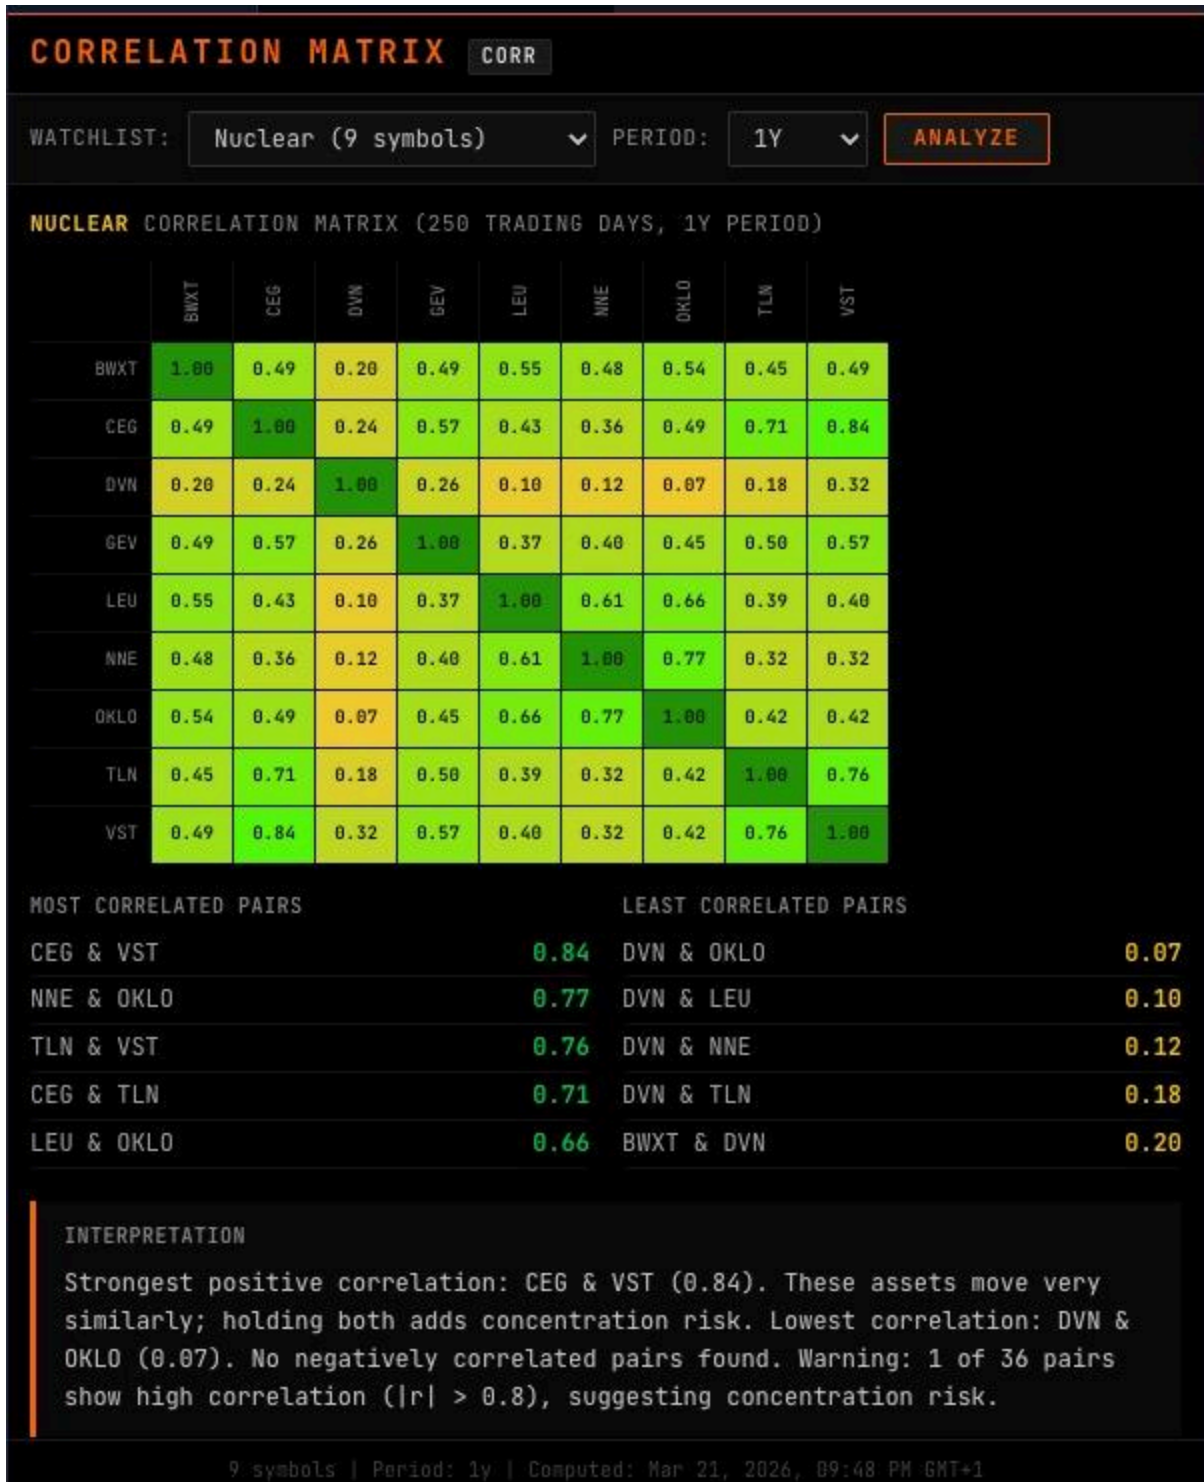 CORRELATION MATRIX CORR
WATCHLIST: Nuclear (9 symbols) PERIOD: 1Y ANALYZE
NUCLEAR CORRELATION MATRIX (250 TRADING DAYS, 1Y PERIOD)
BWXT CEG DVN GEV LEU NNE OKLO TLN VST
BWXT 1.00 0.49 0.20 0.49 0.55 0.48 0.54 0.45 0.49
CEG 0.49 1.00 0.24 0.57 0.43 0.36 0.49 0.71 0.84
DVN 0.20 0.24 1.00 0.26 0.10 0.12 0.07 0.18 0.32
GEV 0.49 0.57 0.26 1.00 0.37 0.40 0.45 0.50 0.57
LEU 0.55 0.43 0.10 0.37 1.00 0.61 0.66 0.39 0.40
NNE 0.48 0.36 0.12 0.40 0.61 1.00 0.77 0.32 0.32
OKLO 0.54 0.49 0.07 0.45 0.66 0.77 1.00 0.42 0.42
TLN 0.45 0.71 0.18 0.50 0.39 0.32 0.42 1.00 0.76
VST 0.49 0.84 0.32 0.57 0.40 0.32 0.42 0.76 1.00
MOST CORRELATED PAIRS
CEG & VST 0.84
NNE & OKLO 0.77
TLN & VST 0.76
CEG & TLN 0.71
LEU & OKLO 0.66
LEAST CORRELATED PAIRS
DVN & OKLO 0.07
DVN & LEU 0.10
DVN & NNE 0.12
DVN & TLN 0.18
BWXT & DVN 0.20
INTERPRETATION
Strongest positive correlation: CEG & VST (0.84). These assets move very
similarly; holding both adds concentration risk. Lowest correlation: DVN &
OKLO (0.07). No negatively correlated pairs found. Warning: 1 of 36 pairs
show high correlation (|r| > 0.8), suggesting concentration risk.
9 symbols | Period: 1y | Computed: Mar 21, 2026, 09:48 PM GMT+1